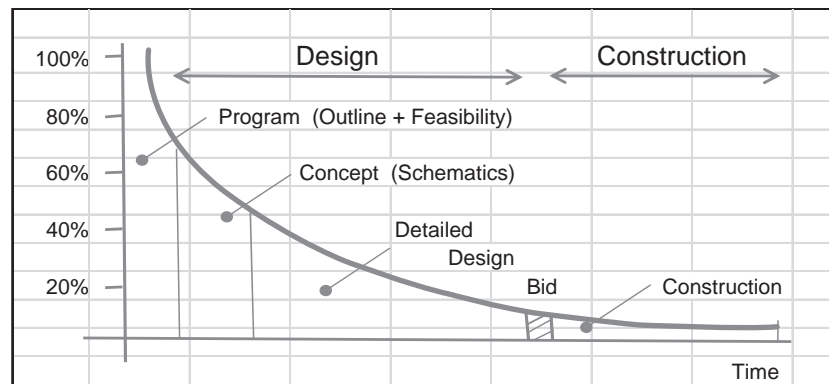 Design
Construction
100%
80%
Program (Outline + Feasibility)
60%
Concept (Schematics)
40%
Detailed
Design
20%
Bid
Construction
Time